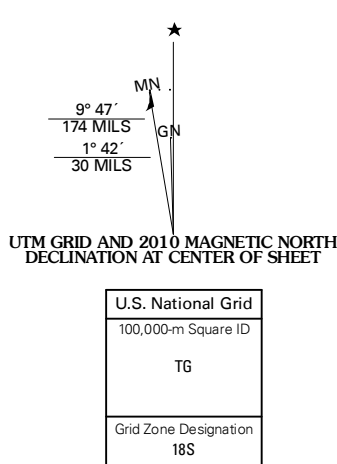 ★
MN
9° 47´
174 MILS
GN
1° 42´
30 MILS
UTM GRID AND 2010 MAGNETIC NORTH
DECLINATION AT CENTER OF SHEET
U.S. National Grid
100,000-m Square ID
TG
Grid Zone Designation
18S